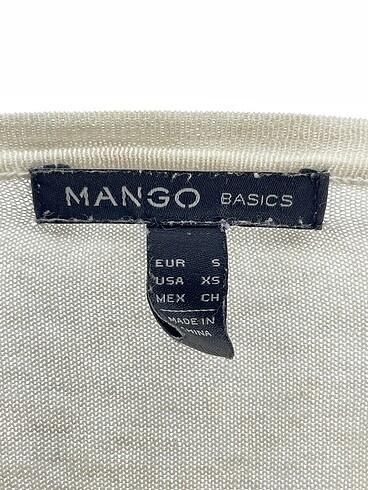 MANGO BASICS
EUR S
USA XS
MEX CH
MADE IN
CHINA